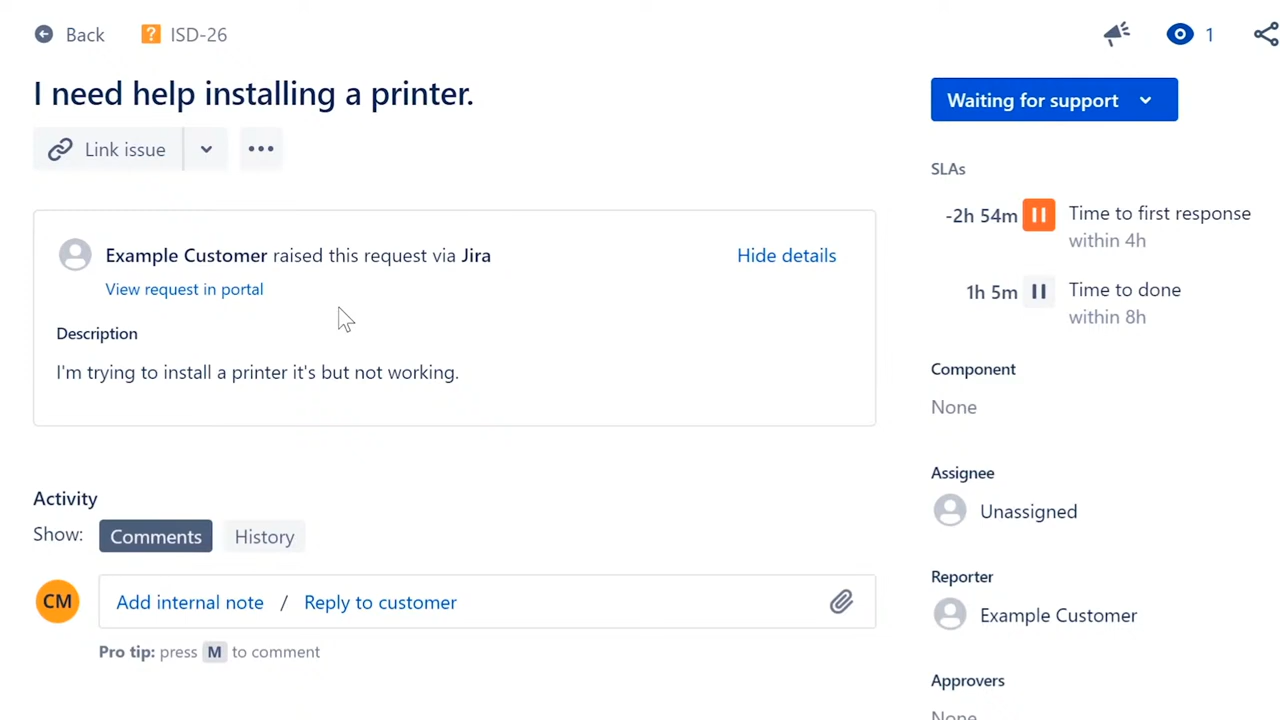 Back
ISD-26
1
I need help installing a printer.
Waiting for support
Link issue
SLAs
-2h 54m Time to first response
within 4h
Example Customer raised this request via Jira
Hide details
View request in portal
1h 5m Time to done
within 8h
Description
I'm trying to install a printer it's but not working.
Component
None
Assignee
Unassigned
Activity
Show: Comments History
Reporter
Example Customer
CM Add internal note / Reply to customer
Pro tip: press M to comment
Approvers
None